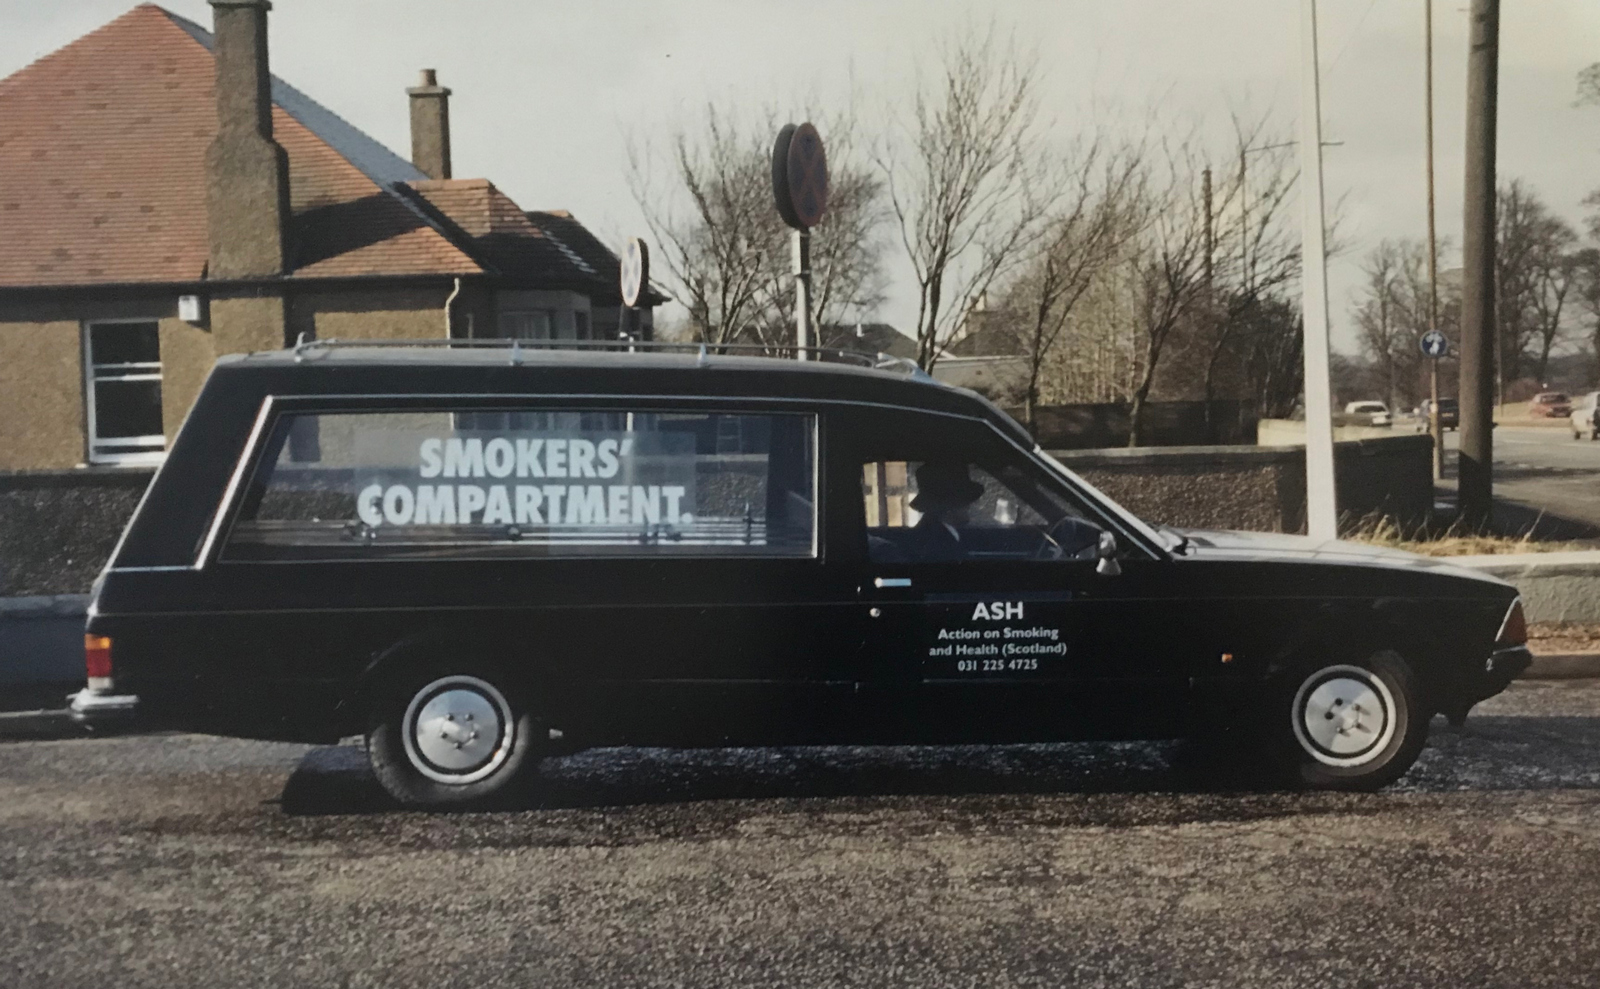 SMOKERS'
COMPARTMENT.
ASH
Action on Smoking
and Health (Scotland)
031 225 4725